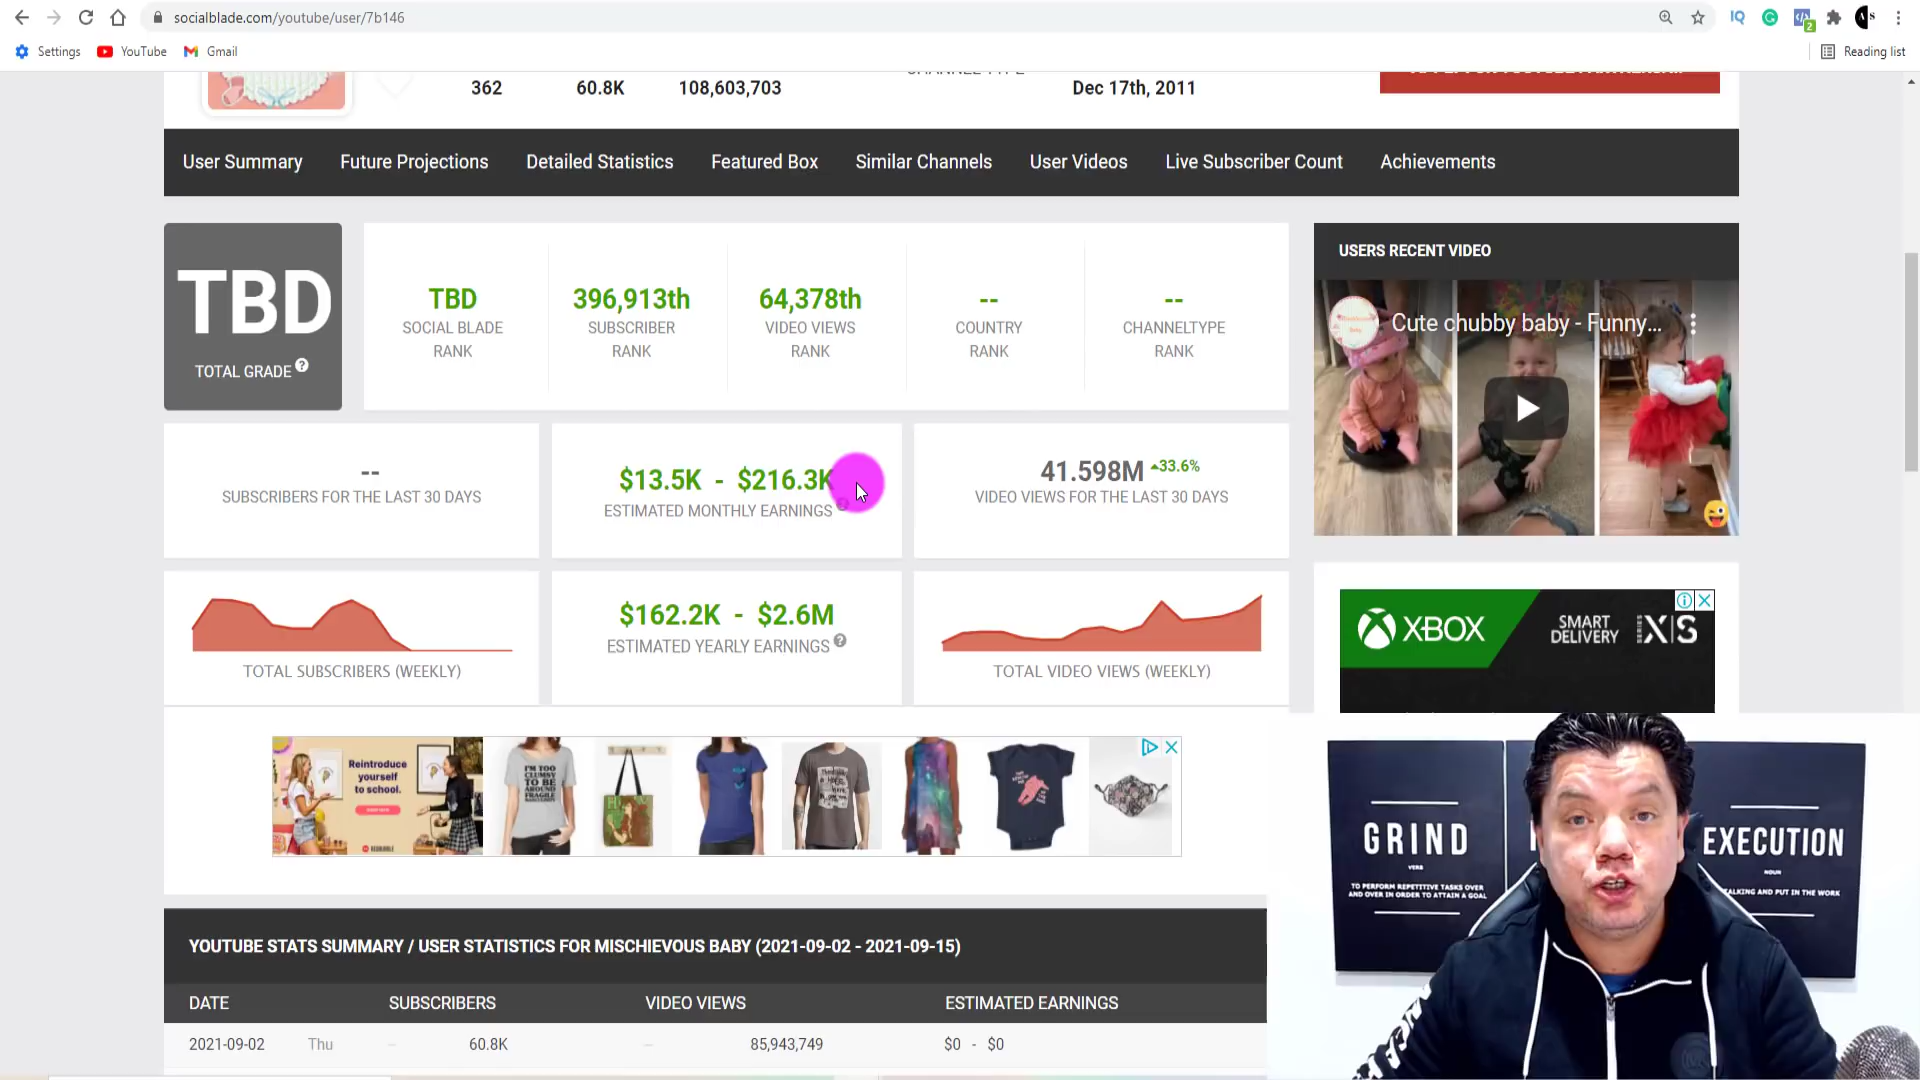 socialblade.com/youtube/user/7b146
Settings
YouTube
Gmail
Reading list
362
60.8K
108,603,703
Dec 17th, 2011
User Summary
Future Projections
Detailed Statistics
Featured Box
Similar Channels
User Videos
Live Subscriber Count
Achievements
TBD
TOTAL GRADE
TBD
SOCIAL BLADE
RANK
396,913th
SUBSCRIBER
RANK
64,378th
VIDEO VIEWS
RANK
--
COUNTRY
RANK
--
CHANNELTYPE
RANK
USERS RECENT VIDEO
Cute chubby baby - Funny...
--
SUBSCRIBERS FOR THE LAST 30 DAYS
$13.5K - $216.3K
ESTIMATED MONTHLY EARNINGS
41.598M 33.6%
VIDEO VIEWS FOR THE LAST 30 DAYS
TOTAL SUBSCRIBERS (WEEKLY)
$162.2K - $2.6M
ESTIMATED YEARLY EARNINGS
TOTAL VIDEO VIEWS (WEEKLY)
XBOX
SMART
DELIVERY
SERIES X|S
Reintroduce
yourself
to school.
REDBUBBLE
I'M TOO
CLUMSY
TO BE
AROUND
FRAGILE
YOUTUBE STATS SUMMARY / USER STATISTICS FOR MISCHIEVOUS BABY (2021-09-02 - 2021-09-15)
DATE
SUBSCRIBERS
VIDEO VIEWS
ESTIMATED EARNINGS
2021-09-02 Thu -- 60.8K -- 85,943,749 $0 - $0
GRIND
VERB
TO PERFORM REPETITIVE TASKS OVER
AND OVER IN ORDER TO ATTAIN A GOAL
EXECUTION
NOUN
TALKING AND PUT IN THE WORK